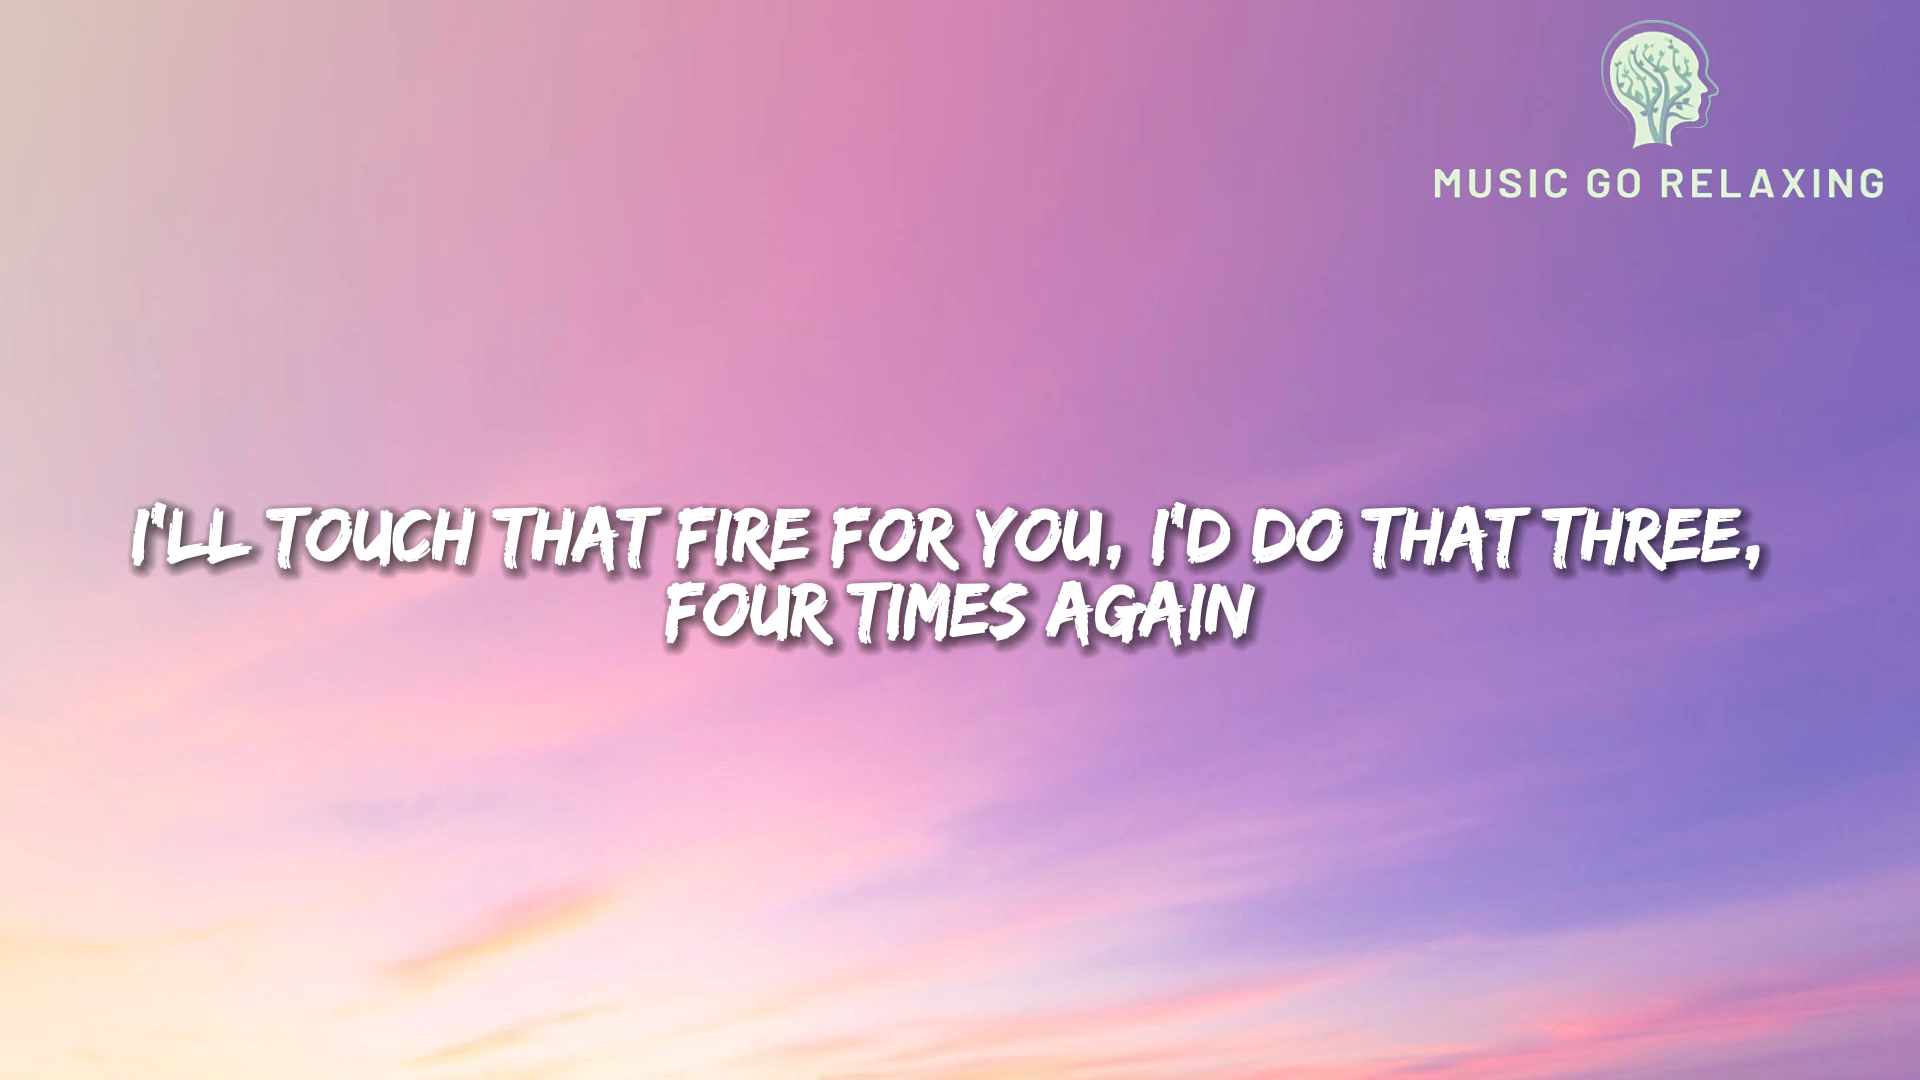 MUSIC GO RELAXING
I'LL TOUCH THAT FIRE FOR YOU, I'D DO THAT THREE,
FOUR TIMES AGAIN